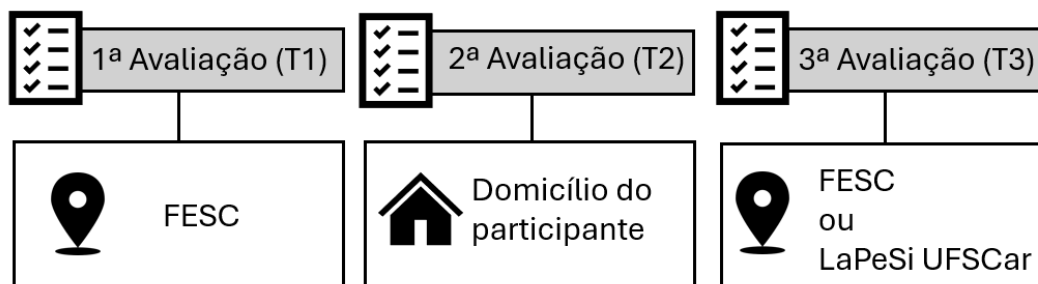 1ª Avaliação (T1)
FESC
2ª Avaliação (T2)
Domicílio do
participante
3ª Avaliação (T3)
FESC
ou
LaPeSi UFSCar